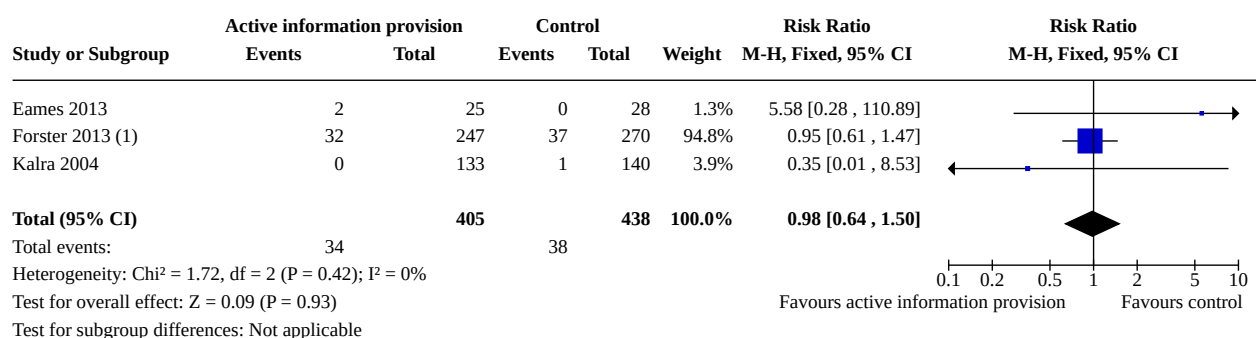 Active information provision Control Risk Ratio Risk Ratio
Study or Subgroup Events Total Events Total Weight M-H, Fixed, 95% CI M-H, Fixed, 95% CI
Eames 2013 2 25 0 28 1.3% 5.58 [0.28 , 110.89]
Forster 2013 (1) 32 247 37 270 94.8% 0.95 [0.61 , 1.47]
Kalra 2004 0 133 1 140 3.9% 0.35 [0.01 , 8.53]
Total (95% CI) 405 438 100.0% 0.98 [0.64 , 1.50]
Total events: 34 38
Heterogeneity: Chi² = 1.72, df = 2 (P = 0.42); I² = 0%
0.1 0.2 0.5 1 2 5 10
Test for overall effect: Z = 0.09 (P = 0.93)
Favours active information provision Favours control
Test for subgroup differences: Not applicable